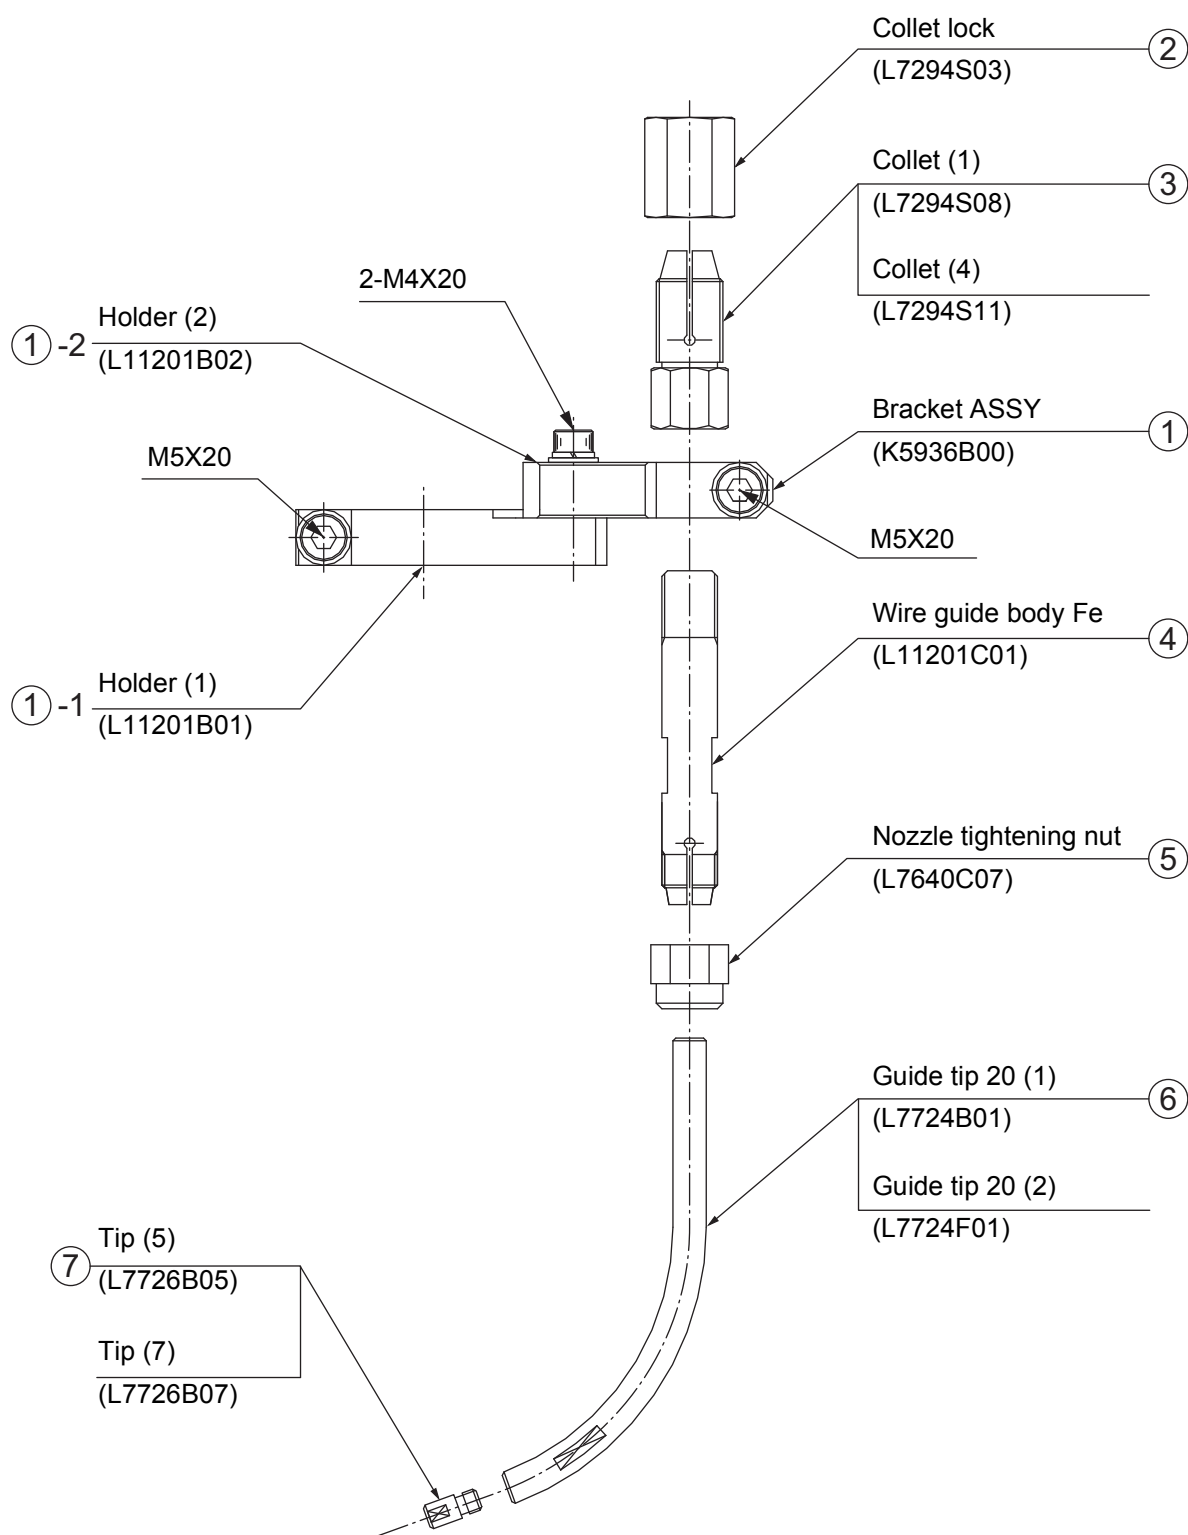 Collet lock
(L7294S03)
2
Collet (1)
(L7294S08)
3
Collet (4)
(L7294S11)
2-M4X20
Holder (2)
1 -2
(L11201B02)
Bracket ASSY
(K5936B00)
1
M5X20
M5X20
Wire guide body Fe
(L11201C01)
4
Holder (1)
1 -1
(L11201B01)
Nozzle tightening nut
(L7640C07)
5
Guide tip 20 (1)
(L7724B01)
6
Guide tip 20 (2)
(L7724F01)
Tip (5)
7
(L7726B05)
Tip (7)
(L7726B07)